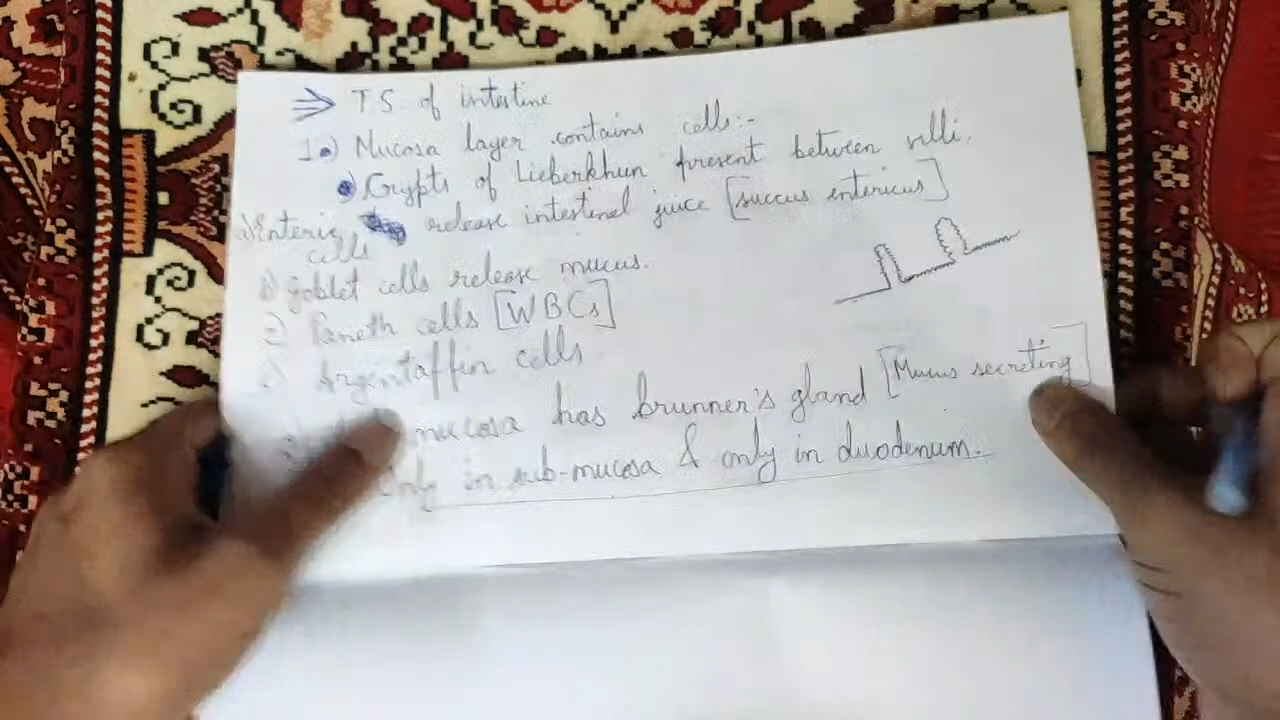 ⇒ T.S. of intestine
1•) Mucosa layer contains cells:-
•) Crypts of Lieberkhun present between villi.
a) Enteric release intestinal juice [succus entericus]
cells
b) Goblet cells release mucus.
c) Paneth cells [WBCs]
Argentaffin cells
mucosa has brunner's gland [Mucus secreting]
Only in sub-mucosa & only in duodenum.